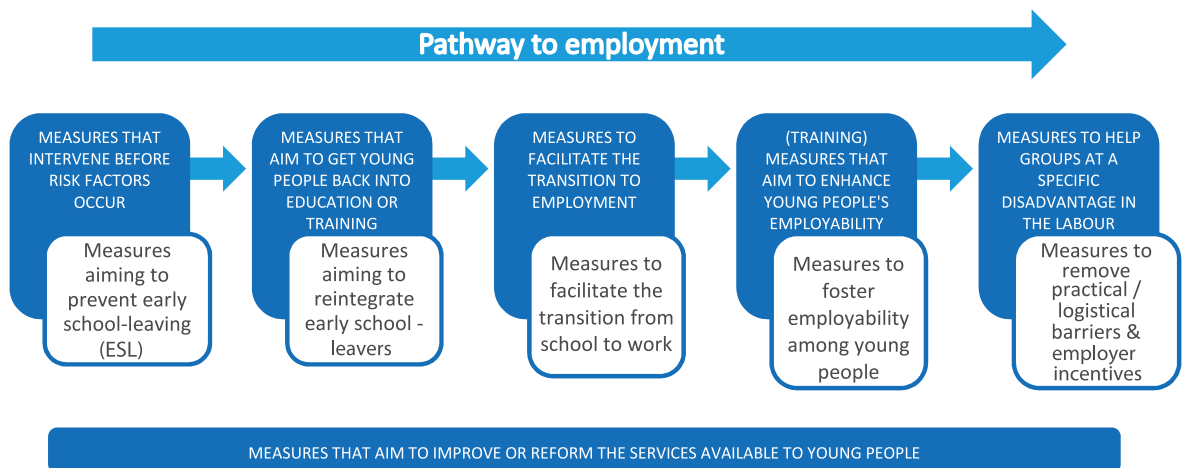 Pathway to employment
MEASURES THAT
INTERVENE BEFORE
RISK FACTORS
OCCUR
Measures
aiming to
prevent early
school-leaving
(ESL)
MEASURES THAT
AIM TO GET YOUNG
PEOPLE BACK INTO
EDUCATION OR
TRAINING
Measures
aiming to
reintegrate
early school -
leavers
MEASURES TO
FACILITATE THE
TRANSITION TO
EMPLOYMENT
Measures to
facilitate the
transition from
school to work
(TRAINING)
MEASURES THAT
AIM TO ENHANCE
YOUNG PEOPLE'S
EMPLOYABILITY
Measures to
foster
employability
among young
people
MEASURES TO HELP
GROUPS AT A
SPECIFIC
DISADVANTAGE IN
THE LABOUR
Measures to
remove
practical /
logistical
barriers &
employer
incentives
MEASURES THAT AIM TO IMPROVE OR REFORM THE SERVICES AVAILABLE TO YOUNG PEOPLE